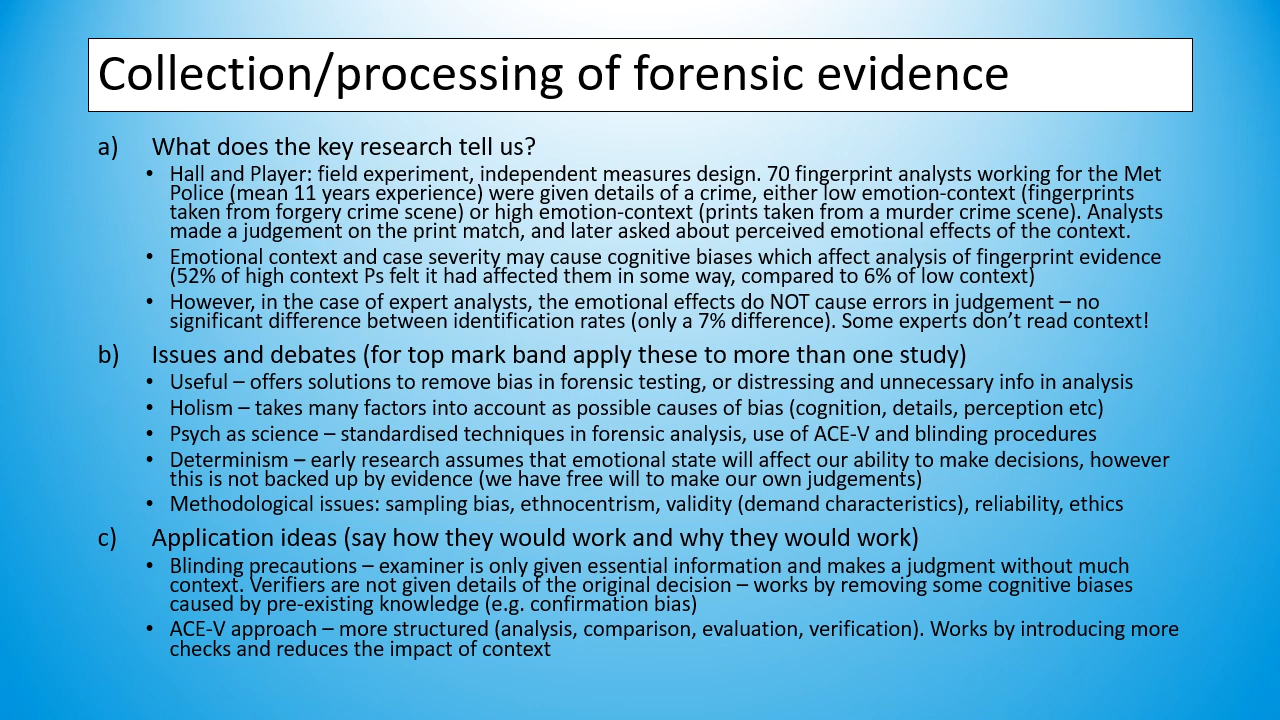 Collection/processing of forensic evidence
a) What does the key research tell us?
• Hall and Player: field experiment, independent measures design. 70 fingerprint analysts working for the Met
Police (mean 11 years experience) were given details of a crime, either low emotion-context (fingerprints
taken from forgery crime scene) or high emotion-context (prints taken from a murder crime scene). Analysts
made a judgement on the print match, and later asked about perceived emotional effects of the context.
• Emotional context and case severity may cause cognitive biases which affect analysis of fingerprint evidence
(52% of high context Ps felt it had affected them in some way, compared to 6% of low context)
• However, in the case of expert analysts, the emotional effects do NOT cause errors in judgement – no
significant difference between identification rates (only a 7% difference). Some experts don’t read context!
b) Issues and debates (for top mark band apply these to more than one study)
• Useful – offers solutions to remove bias in forensic testing, or distressing and unnecessary info in analysis
• Holism – takes many factors into account as possible causes of bias (cognition, details, perception etc)
• Psych as science – standardised techniques in forensic analysis, use of ACE-V and blinding procedures
• Determinism – early research assumes that emotional state will affect our ability to make decisions, however
this is not backed up by evidence (we have free will to make our own judgements)
• Methodological issues: sampling bias, ethnocentrism, validity (demand characteristics), reliability, ethics
c) Application ideas (say how they would work and why they would work)
• Blinding precautions – examiner is only given essential information and makes a judgment without much
context. Verifiers are not given details of the original decision – works by removing some cognitive biases
caused by pre-existing knowledge (e.g. confirmation bias)
• ACE-V approach – more structured (analysis, comparison, evaluation, verification). Works by introducing more
checks and reduces the impact of context